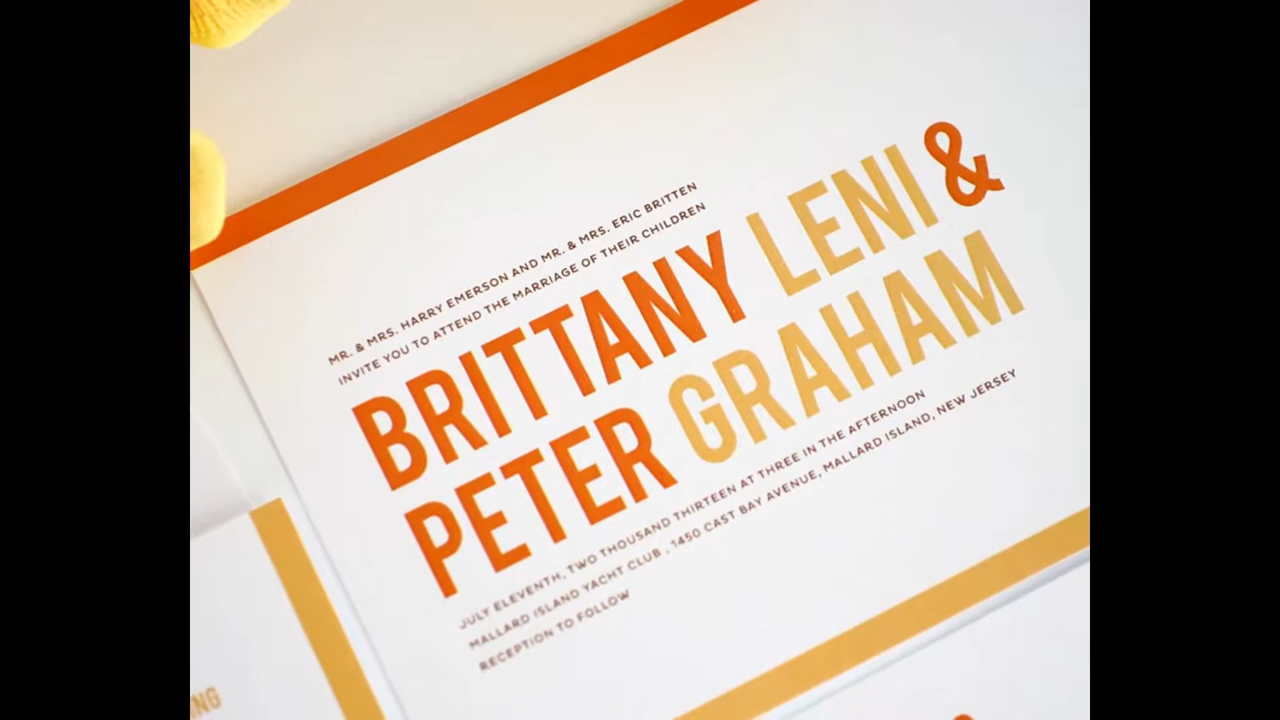 MR. & MRS. HARRY EMERSON AND MR. & MRS. ERIC BRITTEN
INVITE YOU TO ATTEND THE MARRIAGE OF THEIR CHILDREN
BRITTANY LENI &
PETER GRAHAM
JULY ELEVENTH, TWO THOUSAND THIRTEEN AT THREE IN THE AFTERNOON
MALLARD ISLAND YACHT CLUB , 1450 CAST BAY AVENUE, MALLARD ISLAND, NEW JERSEY
RECEPTION TO FOLLOW